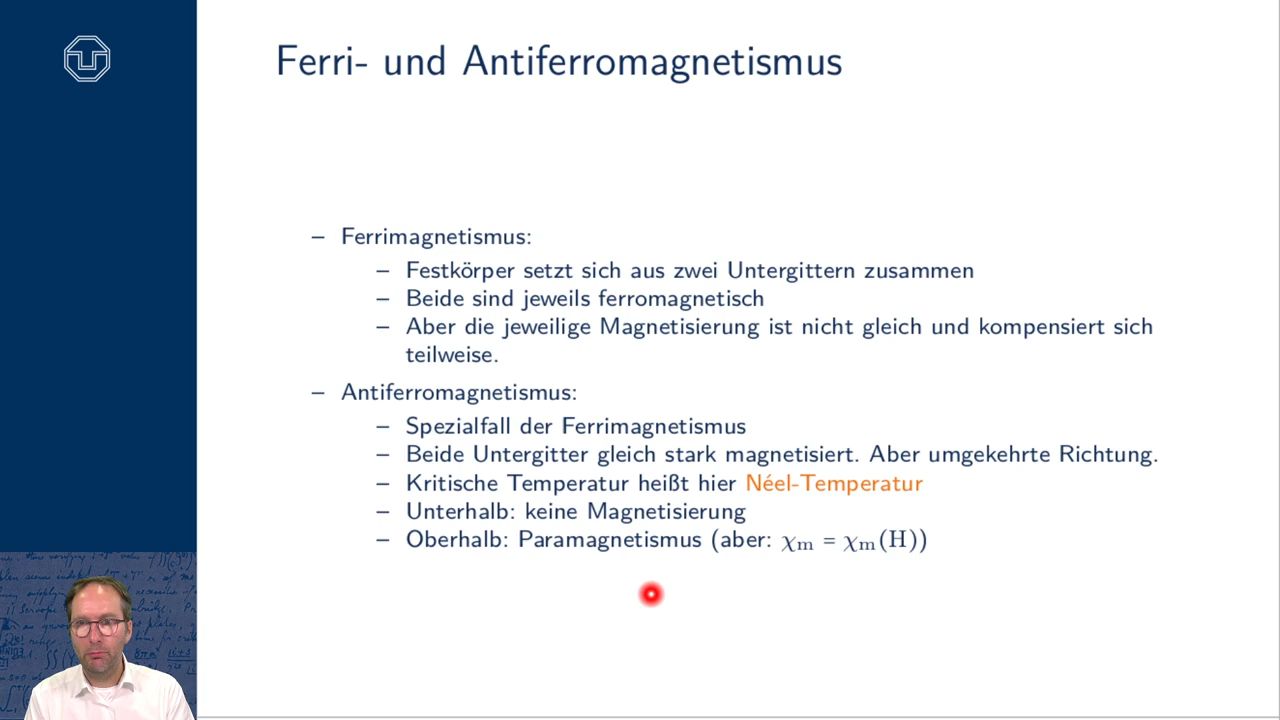 Ferri- und Antiferromagnetismus
– Ferrimagnetismus:
– Festkörper setzt sich aus zwei Untergittern zusammen
– Beide sind jeweils ferromagnetisch
– Aber die jeweilige Magnetisierung ist nicht gleich und kompensiert sich
teilweise.
– Antiferromagnetismus:
– Spezialfall der Ferrimagnetismus
– Beide Untergitter gleich stark magnetisiert. Aber umgekehrte Richtung.
– Kritische Temperatur heißt hier Néel-Temperatur
– Unterhalb: keine Magnetisierung
– Oberhalb: Paramagnetismus (aber: χm = χm(H))